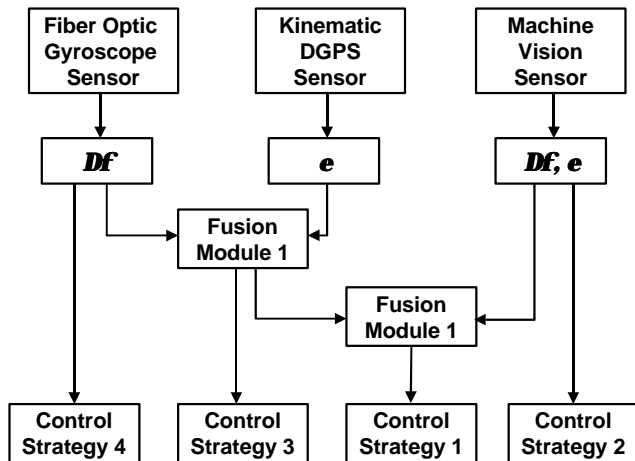 Fiber Optic
Gyroscope
Sensor
Kinematic
DGPS
Sensor
Machine
Vision
Sensor
Df
e
Df, e
Fusion
Module 1
Fusion
Module 1
Control
Strategy 4
Control
Strategy 3
Control
Strategy 1
Control
Strategy 2